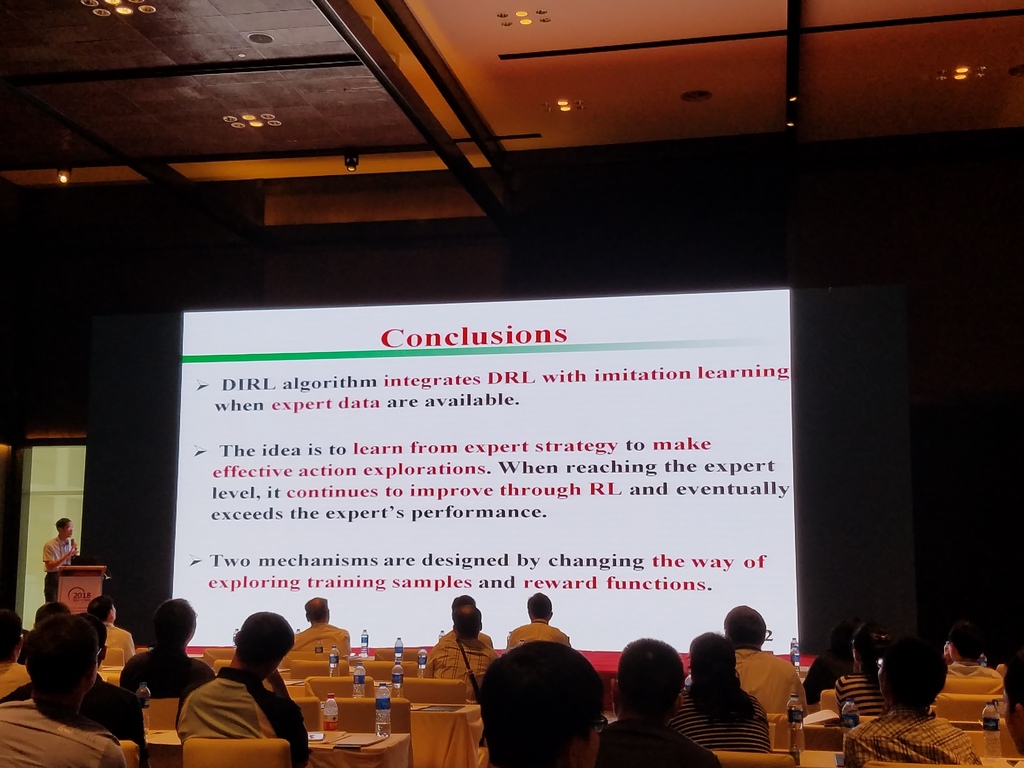 Conclusions
➢ DIRL algorithm integrates DRL with imitation learning
when expert data are available.
➢ The idea is to learn from expert strategy to make
effective action explorations. When reaching the expert
level, it continues to improve through RL and eventually
exceeds the expert's performance.
➢ Two mechanisms are designed by changing the way of
exploring training samples and reward functions.
2
2018